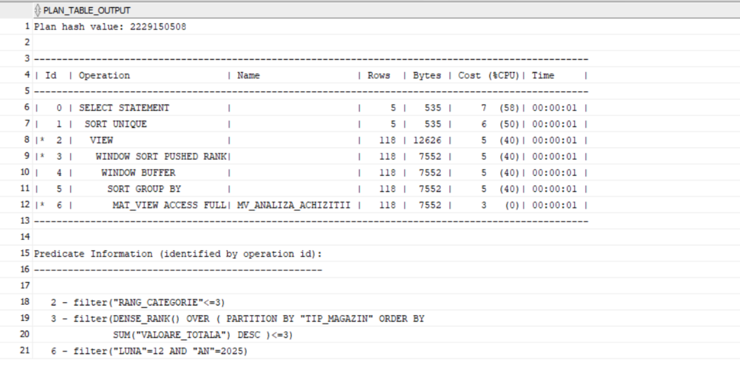 PLAN_TABLE_OUTPUT
1 Plan hash value: 2229150508
2
3 ------------------------------------------------------------------------------------------
4 | Id | Operation | Name | Rows | Bytes | Cost (%CPU)| Time |
5 ------------------------------------------------------------------------------------------
6 | 0 | SELECT STATEMENT | | 5 | 535 | 7 (58)| 00:00:01 |
7 | 1 | SORT UNIQUE | | 5 | 535 | 6 (50)| 00:00:01 |
8 |* 2 | VIEW | | 118 | 12626 | 5 (40)| 00:00:01 |
9 |* 3 | WINDOW SORT PUSHED RANK| | 118 | 7552 | 5 (40)| 00:00:01 |
10 | 4 | WINDOW BUFFER | | 118 | 7552 | 5 (40)| 00:00:01 |
11 | 5 | SORT GROUP BY | | 118 | 7552 | 5 (40)| 00:00:01 |
12 |* 6 | MAT_VIEW ACCESS FULL| MV_ANALIZA_ACHIZITII | 118 | 7552 | 3 (0)| 00:00:01 |
13 ------------------------------------------------------------------------------------------
14
15 Predicate Information (identified by operation id):
16 ---------------------------------------------------
17
18 2 - filter("RANG_CATEGORIE"<=3)
19 3 - filter(DENSE_RANK() OVER ( PARTITION BY "TIP_MAGAZIN" ORDER BY
20 SUM("VALOARE_TOTALA") DESC )<=3)
21 6 - filter("LUNA"=12 AND "AN"=2025)